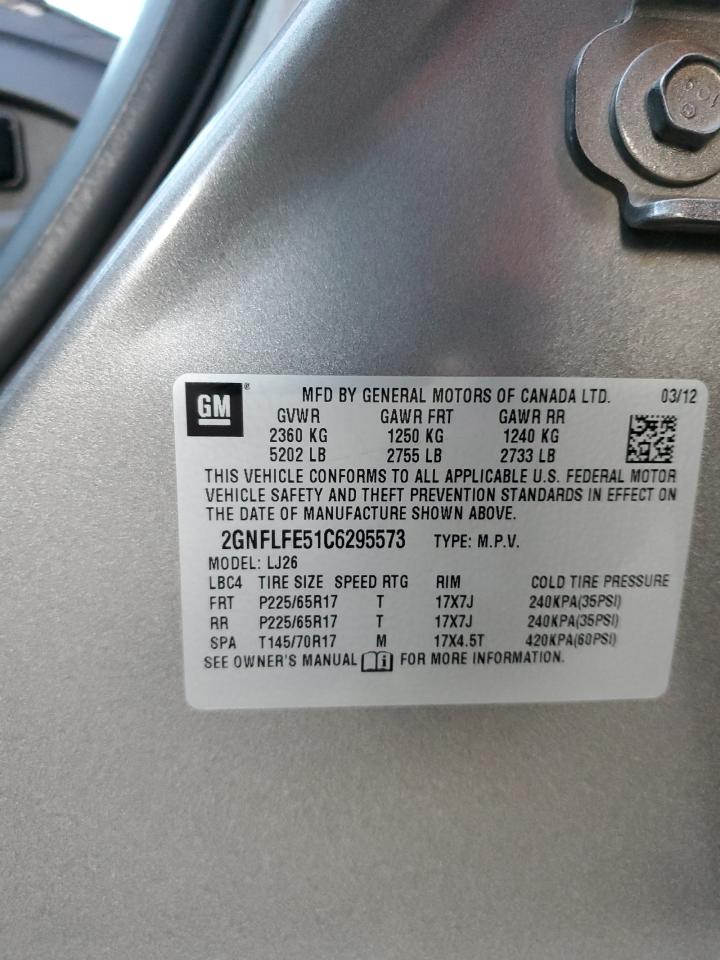 GM® MFD BY GENERAL MOTORS OF CANADA LTD. 03/12
GVWR GAWR FRT GAWR RR
2360 KG 1250 KG 1240 KG
5202 LB 2755 LB 2733 LB
THIS VEHICLE CONFORMS TO ALL APPLICABLE U.S. FEDERAL MOTOR
VEHICLE SAFETY AND THEFT PREVENTION STANDARDS IN EFFECT ON
THE DATE OF MANUFACTURE SHOWN ABOVE.
2GNFLFE51C6295573 TYPE: M.P.V.
MODEL: LJ26
LBC4 TIRE SIZE SPEED RTG RIM COLD TIRE PRESSURE
FRT P225/65R17 T 17X7J 240KPA(35PSI)
RR P225/65R17 T 17X7J 240KPA(35PSI)
SPA T145/70R17 M 17X4.5T 420KPA(60PSI)
SEE OWNER'S MANUAL i FOR MORE INFORMATION.